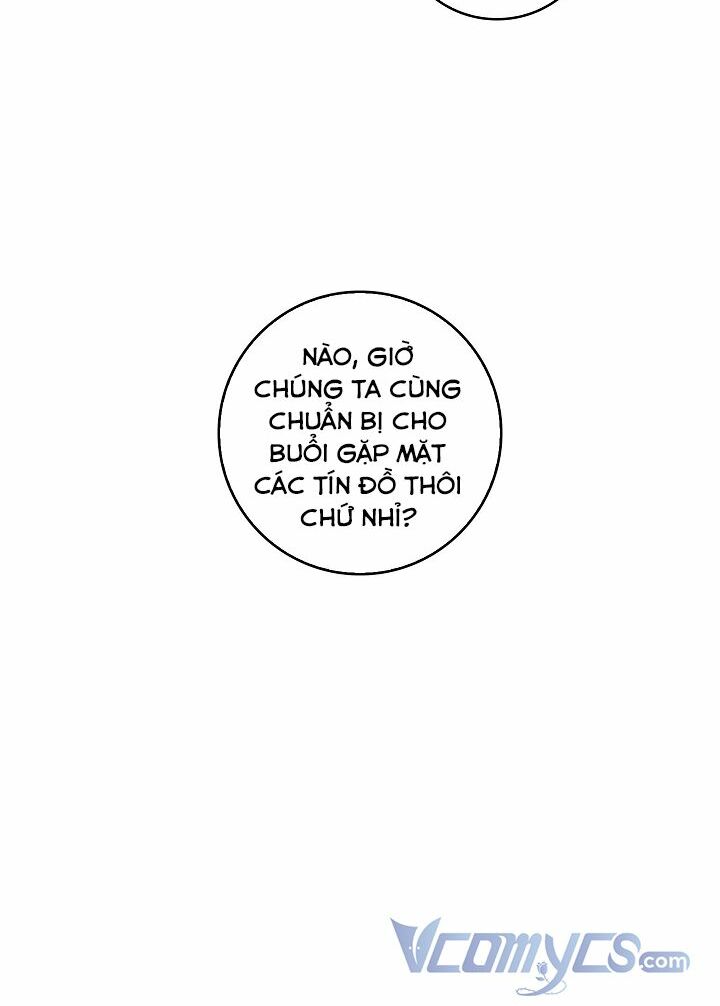 NÀO, GIỜ
CHÚNG TA CÙNG
CHUẨN BỊ CHO
BUỔI GẶP MẶT
CÁC TÍN ĐỒ THÔI
CHỨ NHỈ?
VCOMYCS.com